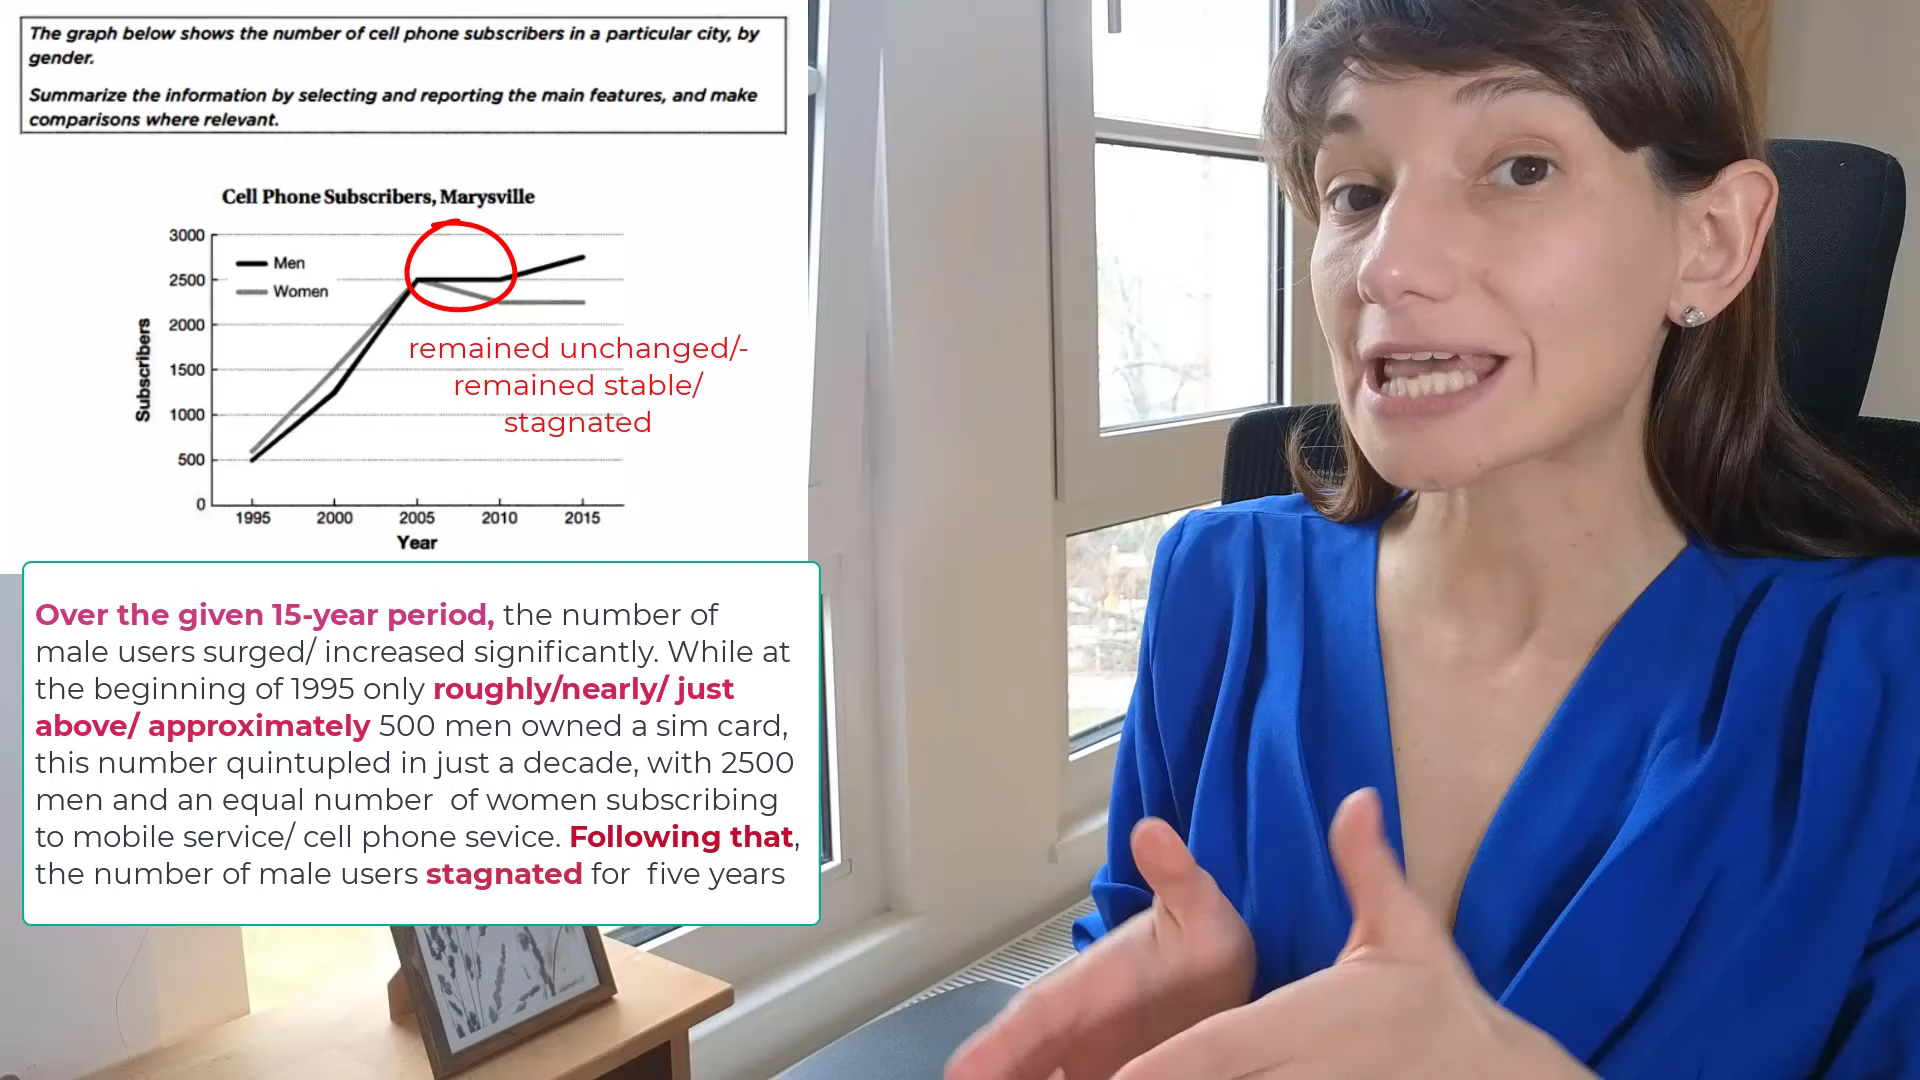 The graph below shows the number of cell phone subscribers in a particular city, by
gender.
Summarize the information by selecting and reporting the main features, and make
comparisons where relevant.
Cell Phone Subscribers, Marysville
3000
2500
2000
1500
1000
500
0
Subscribers
Men
Women
remained unchanged/-
remained stable/
stagnated
1995 2000 2005 2010 2015
Year
Over the given 15-year period, the number of
male users surged/ increased significantly. While at
the beginning of 1995 only roughly/nearly/ just
above/ approximately 500 men owned a sim card,
this number quintupled in just a decade, with 2500
men and an equal number  of women subscribing
to mobile service/ cell phone sevice. Following that,
the number of male users stagnated for  five years